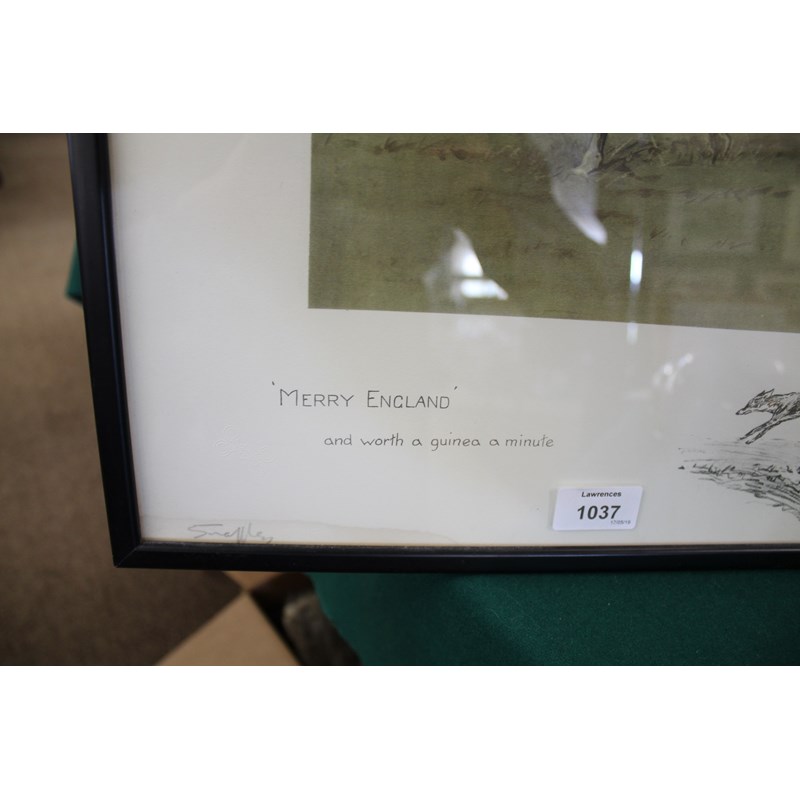 'MERRY ENGLAND'
and worth a guinea a minute
Snaffles
Lawrences
1037